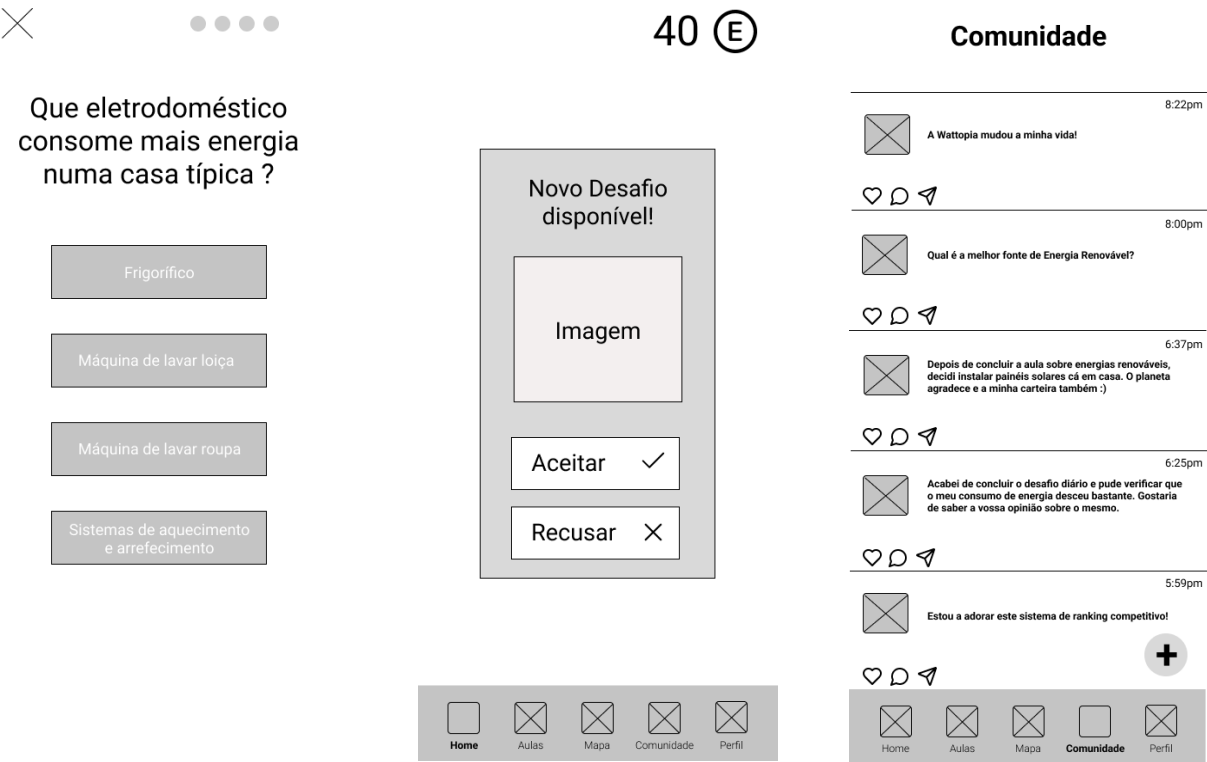 Que eletrodoméstico
consome mais energia
numa casa típica ?
Frigorífico
Máquina de lavar loiça
Máquina de lavar roupa
Sistemas de aquecimento
e arrefecimento
40 E
Novo Desafio
disponível!
Imagem
Aceitar
Recusar
Home Aulas Mapa Comunidade Perfil
Comunidade
8:22pm
A Wattopia mudou a minha vida!
8:00pm
Qual é a melhor fonte de Energia Renovável?
6:37pm
Depois de concluir a aula sobre energias renováveis,
decidi instalar painéis solares cá em casa. O planeta
agradece e a minha carteira também :)
6:25pm
Acabei de concluir o desafio diário e pude verificar que
o meu consumo de energia desceu bastante. Gostaria
de saber a vossa opinião sobre o mesmo.
5:59pm
Estou a adorar este sistema de ranking competitivo!
Home Aulas Mapa Comunidade Perfil